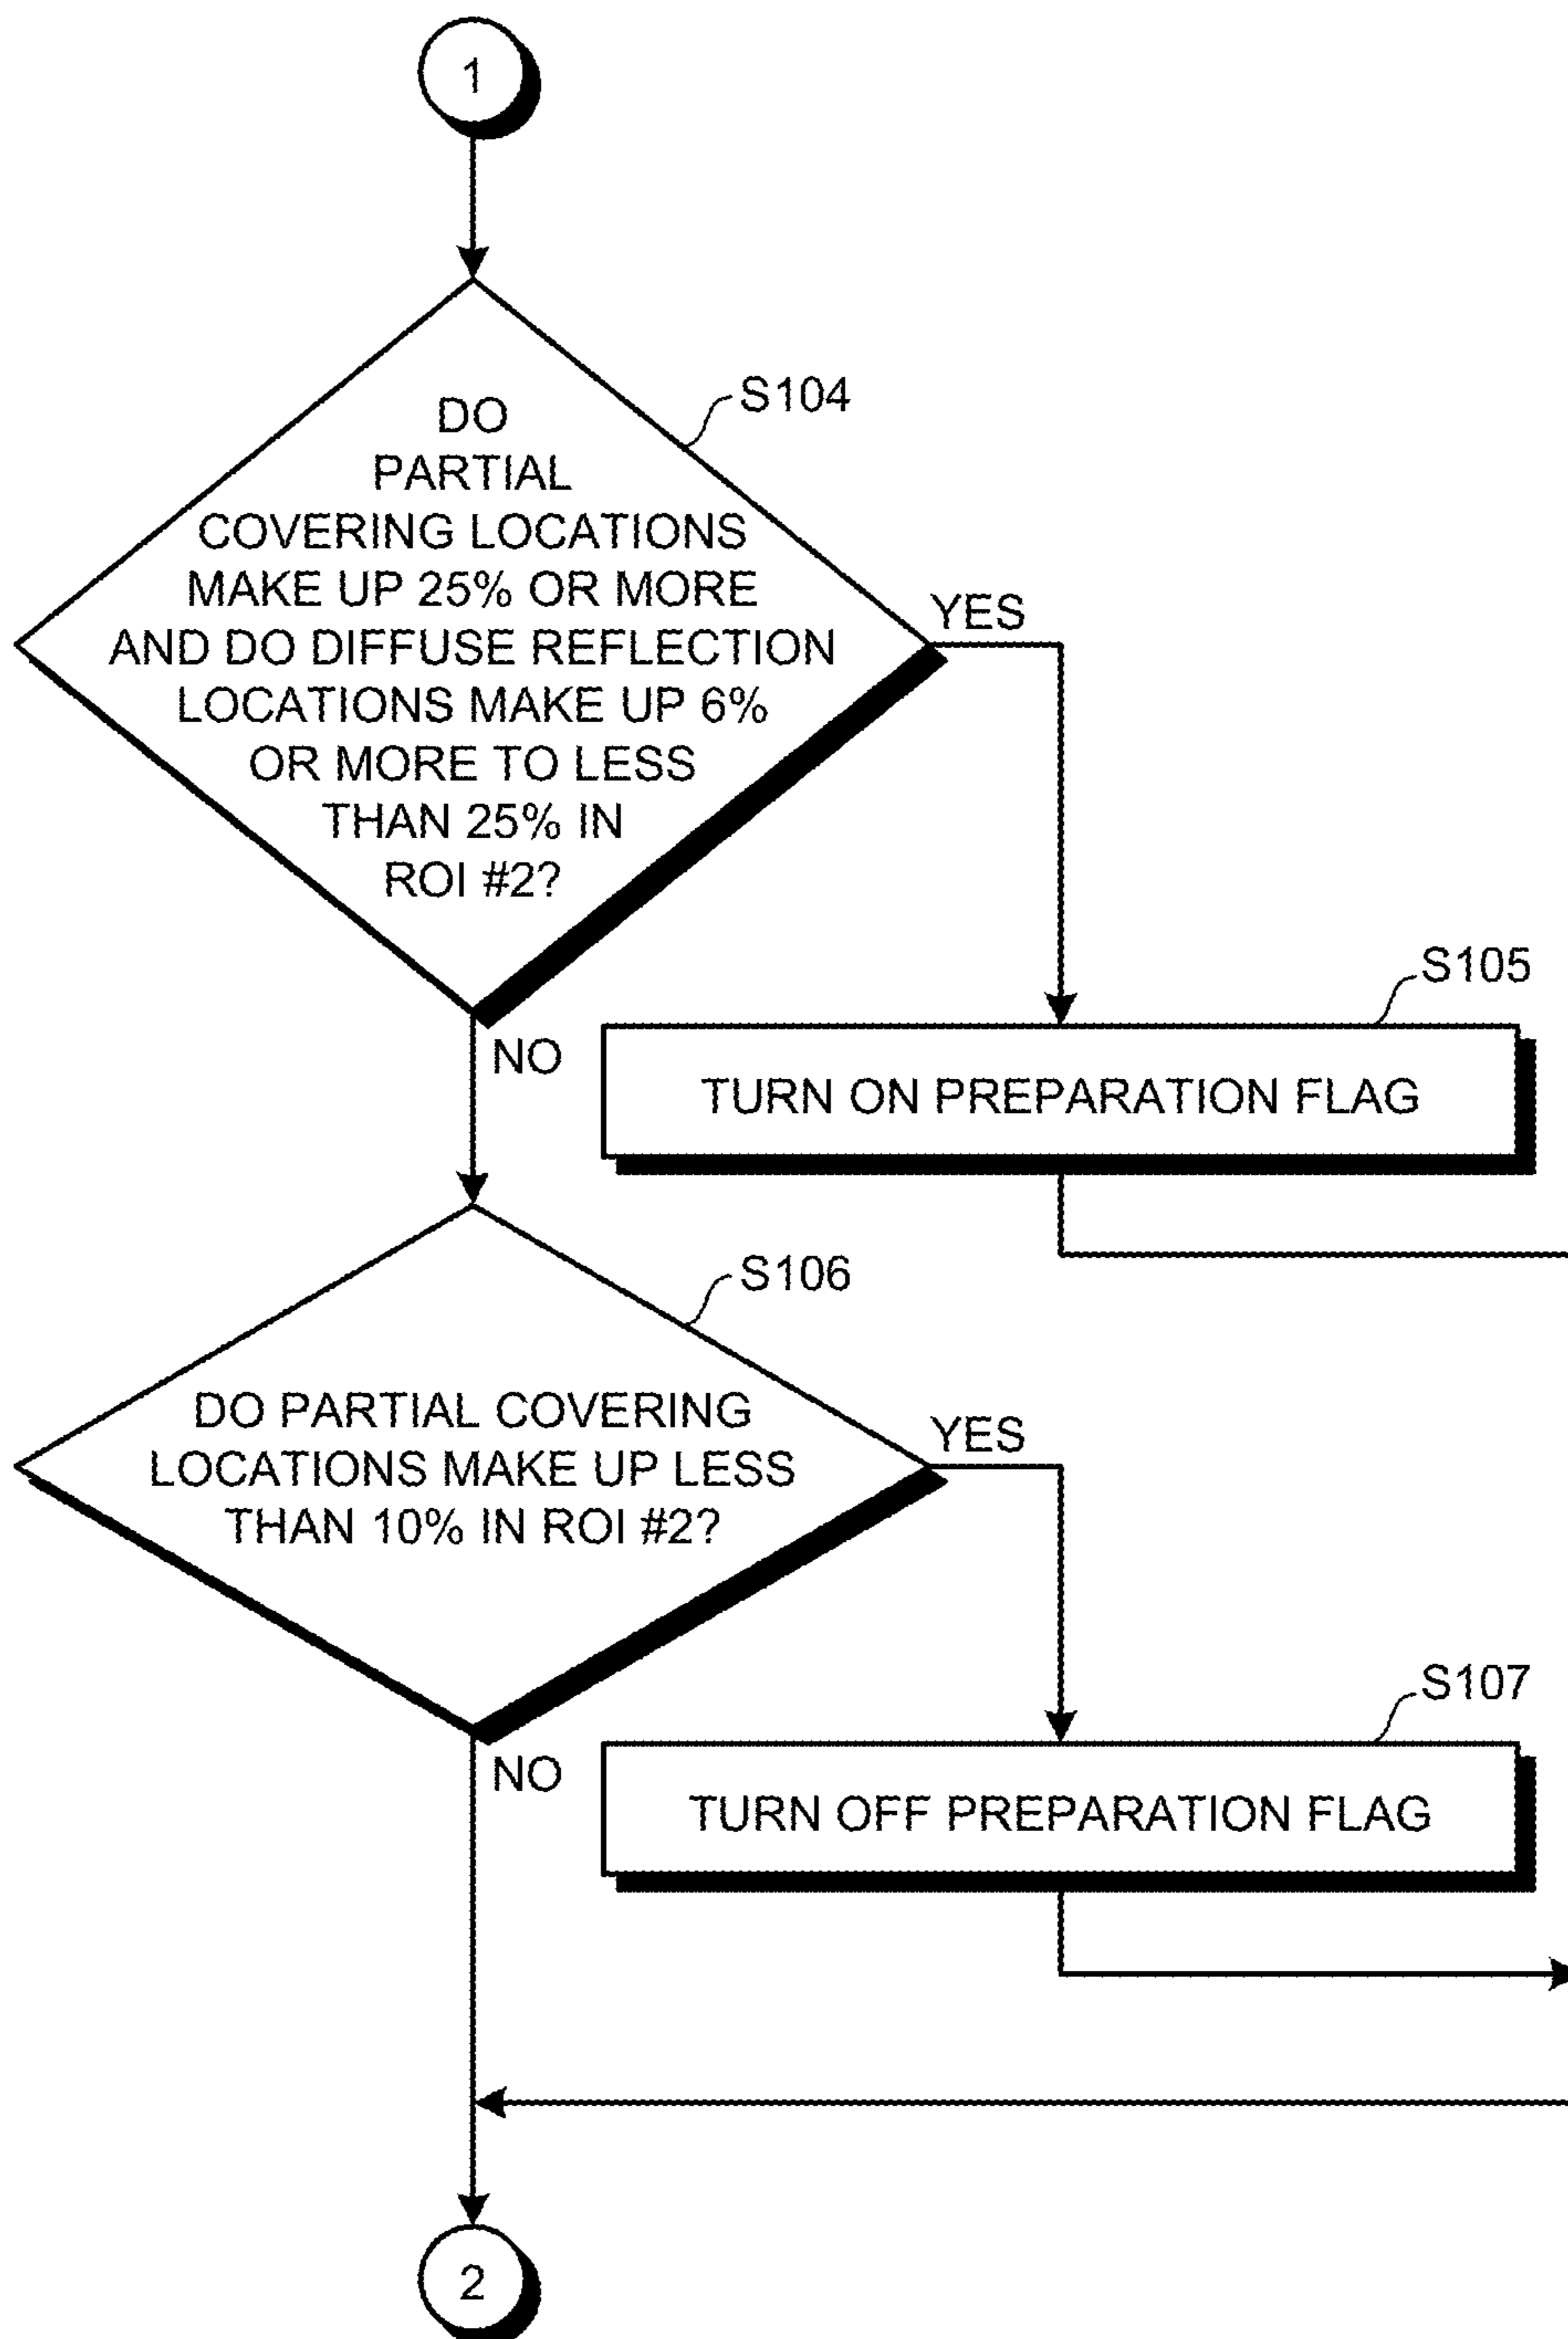 1
S104
DO
PARTIAL
COVERING LOCATIONS
MAKE UP 25% OR MORE
AND DO DIFFUSE REFLECTION
LOCATIONS MAKE UP 6%
OR MORE TO LESS
THAN 25% IN
ROI #2?
YES
NO
S105
TURN ON PREPARATION FLAG
S106
DO PARTIAL COVERING
LOCATIONS MAKE UP LESS
THAN 10% IN ROI #2?
YES
NO
S107
TURN OFF PREPARATION FLAG
2